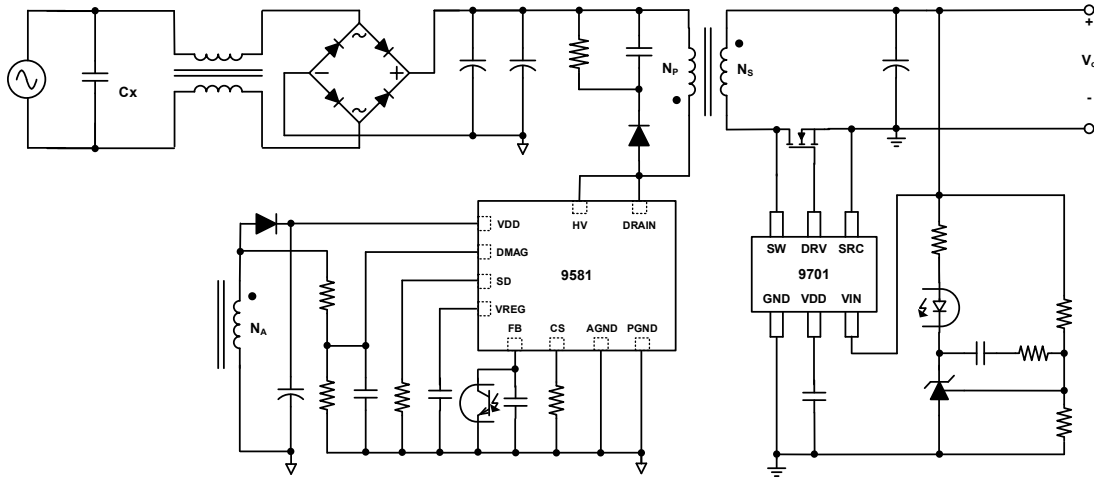 Cx
NP
NS
+
-
VDD
HV
DRAIN
DMAG
9581
SD
VREG
FB
CS
AGND
PGND
NA
SW
DRV
SRC
9701
GND
VDD
VIN